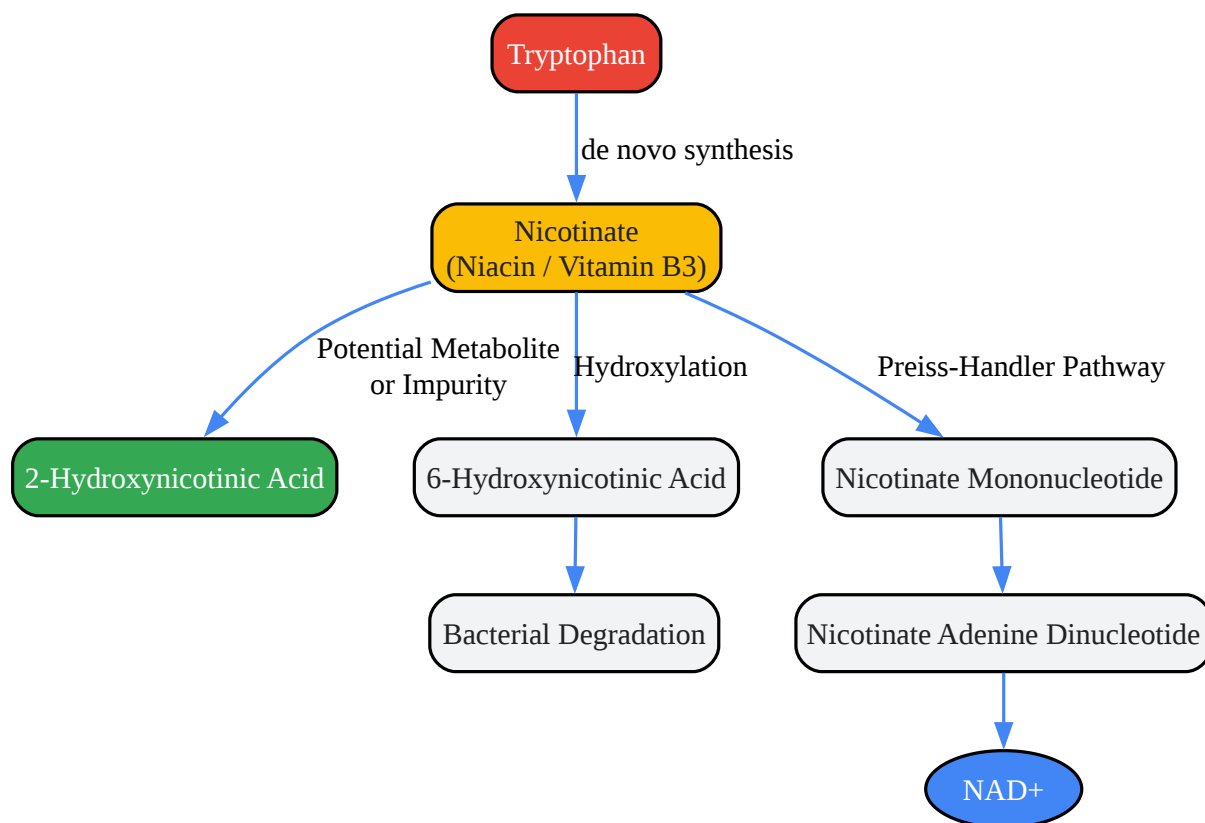 Tryptophan
de novo synthesis
Nicotinate
(Niacin / Vitamin B3)
Potential Metabolite
or Impurity
Hydroxylation
Preiss-Handler Pathway
2-Hydroxynicotinic Acid
6-Hydroxynicotinic Acid
Nicotinate Mononucleotide
Bacterial Degradation
Nicotinate Adenine Dinucleotide
NAD+